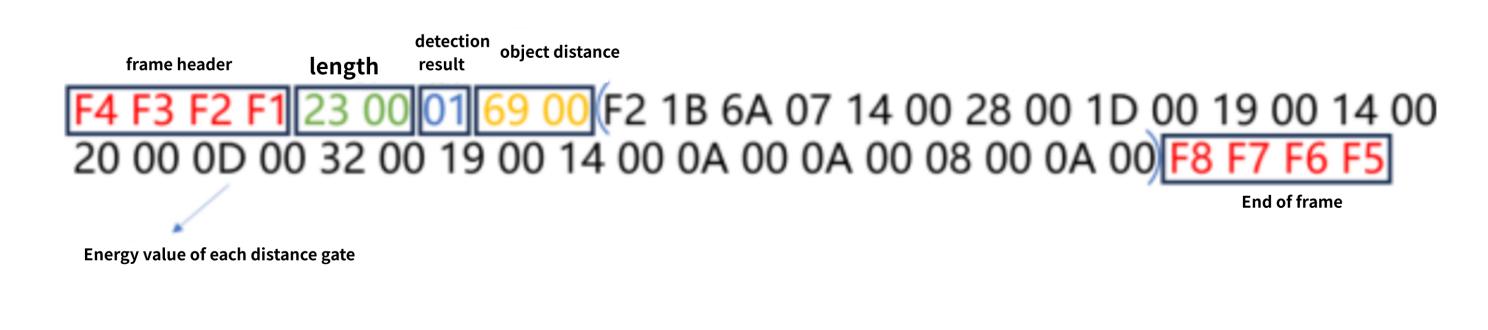 detection
frame header length result object distance
F4 F3 F2 F1 23 00 01 69 00 (F2 1B 6A 07 14 00 28 00 1D 00 19 00 14 00
20 00 0D 00 32 00 19 00 14 00 0A 00 0A 00 08 00 0A 00) F8 F7 F6 F5
End of frame
Energy value of each distance gate